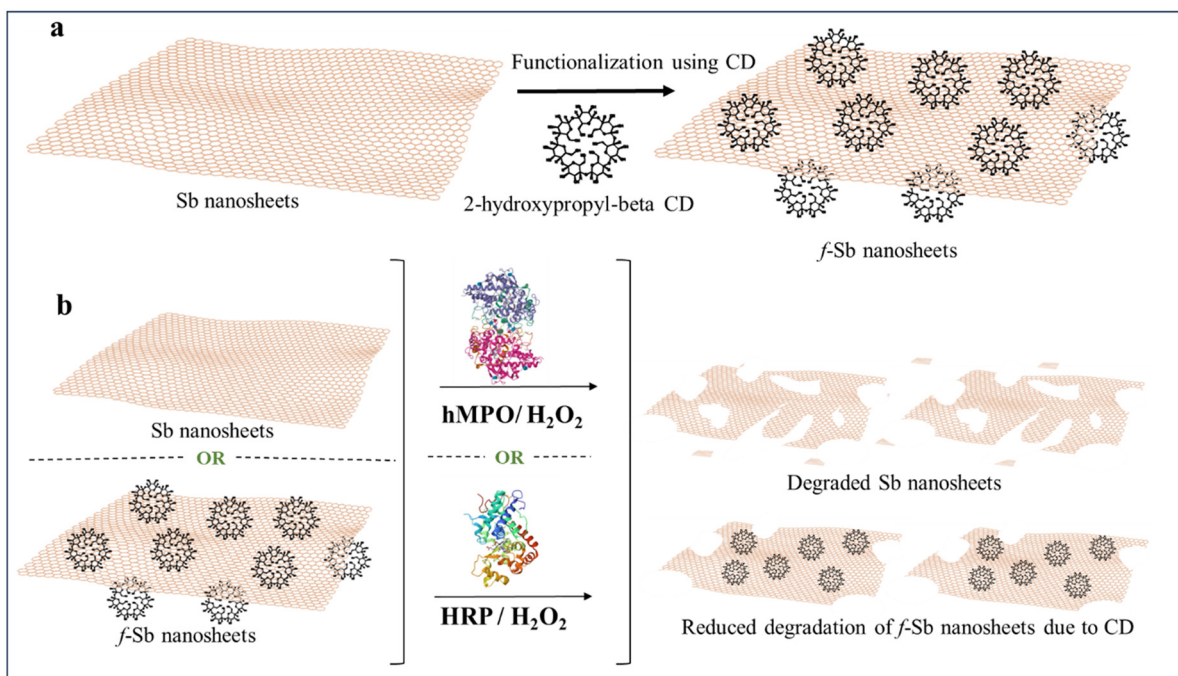 a
Functionalization using CD
Sb nanosheets
2-hydroxypropyl-beta CD
f-Sb nanosheets
b
Sb nanosheets
OR
f-Sb nanosheets
hMPO/ H₂O₂
OR
HRP / H₂O₂
Degraded Sb nanosheets
Reduced degradation of f-Sb nanosheets due to CD